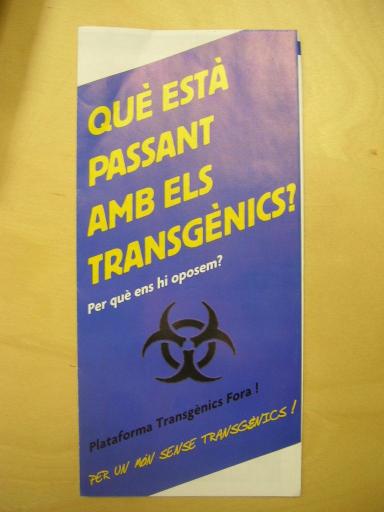 QUÈ ESTÀ
PASSANT
AMB ELS
TRANSGÈNICS?
Per què ens hi oposem?
Plataforma Transgènics Fora !
PER UN MÓN SENSE TRANSGÈNICS !